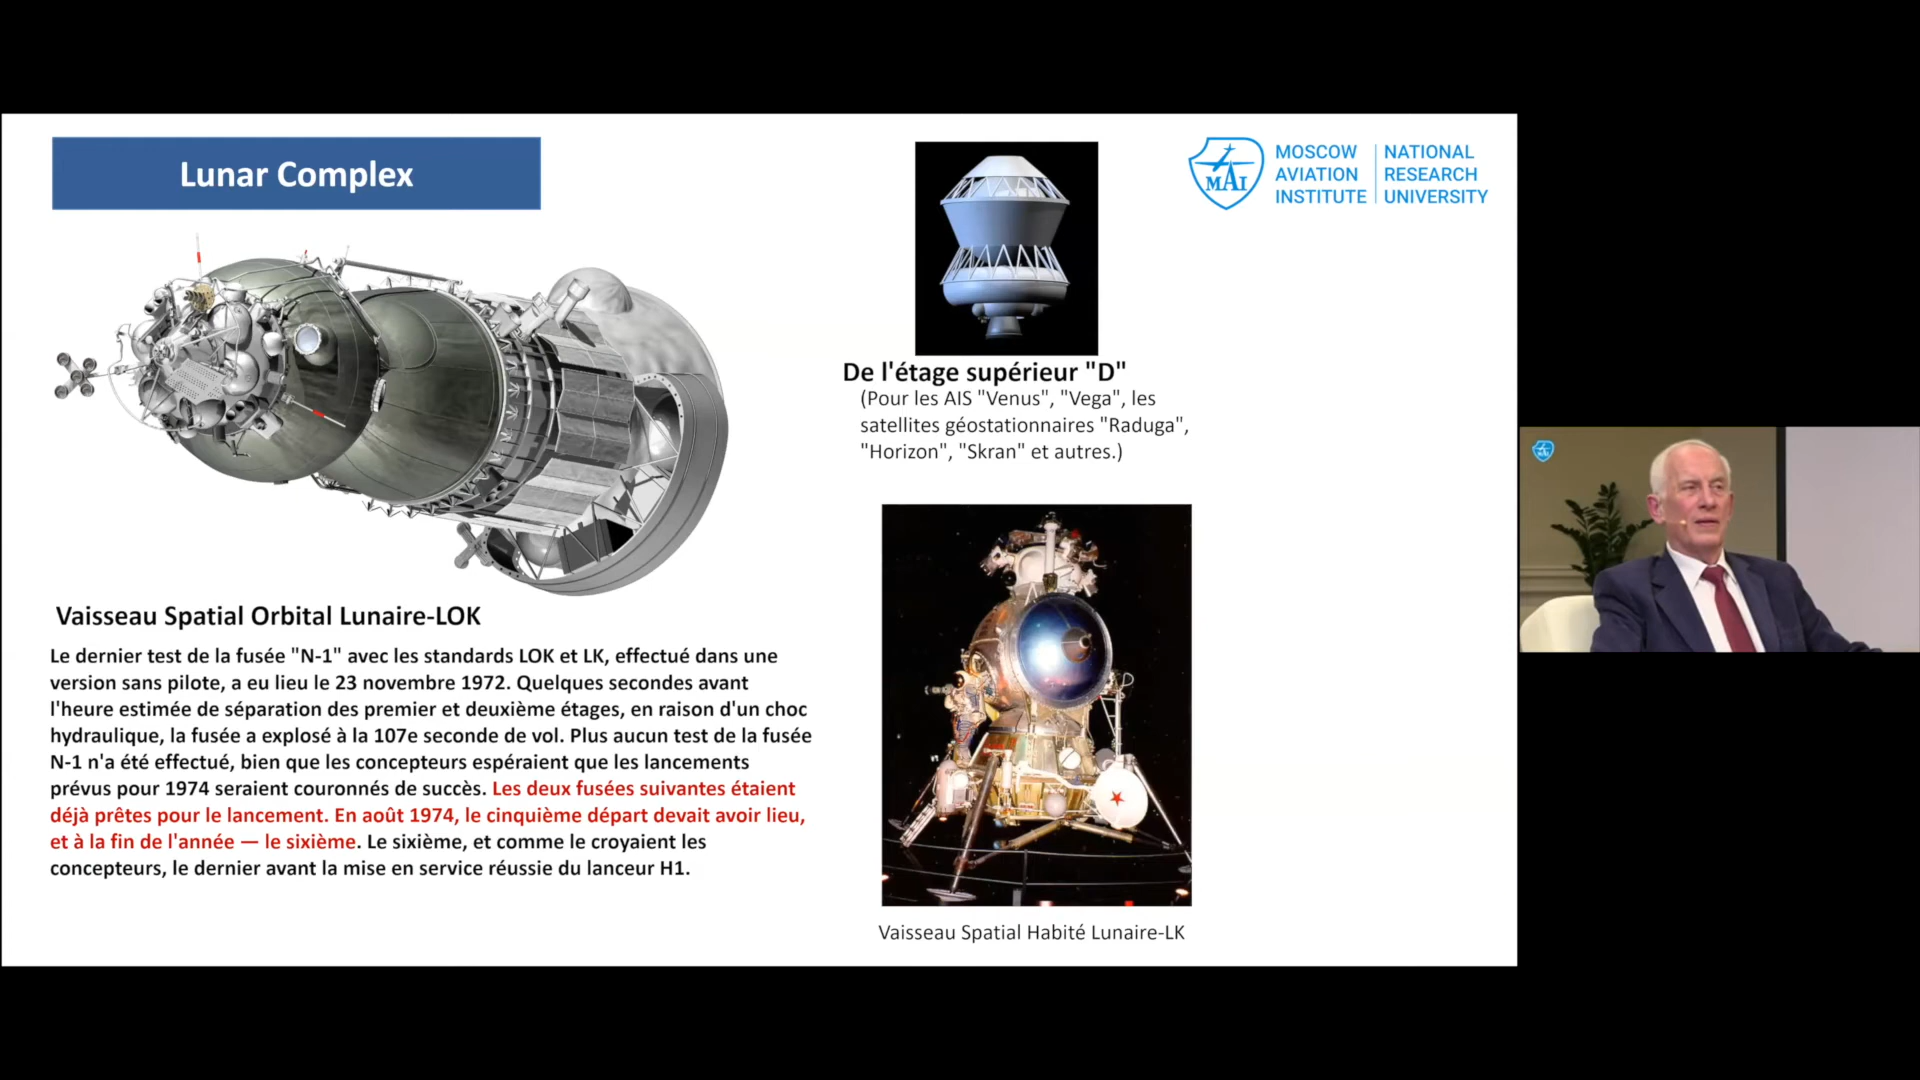 Lunar Complex
MOSCOW
AVIATION
INSTITUTE
NATIONAL
RESEARCH
UNIVERSITY
MAI
De l'étage supérieur "D"
(Pour les AIS "Venus", "Vega", les
satellites géostationnaires "Raduga",
"Horizon", "Skran" et autres.)
Vaisseau Spatial Orbital Lunaire-LOK
Le dernier test de la fusée "N-1" avec les standards LOK et LK, effectué dans une
version sans pilote, a eu lieu le 23 novembre 1972. Quelques secondes avant
l'heure estimée de séparation des premier et deuxième étages, en raison d'un choc
hydraulique, la fusée a explosé à la 107e seconde de vol. Plus aucun test de la fusée
N-1 n'a été effectué, bien que les concepteurs espéraient que les lancements
prévus pour 1974 seraient couronnés de succès. Les deux fusées suivantes étaient
déjà prêtes pour le lancement. En août 1974, le cinquième départ devait avoir lieu,
et à la fin de l'année — le sixième. Le sixième, et comme le croyaient les
concepteurs, le dernier avant la mise en service réussie du lanceur H1.
Vaisseau Spatial Habité Lunaire-LK
MAI